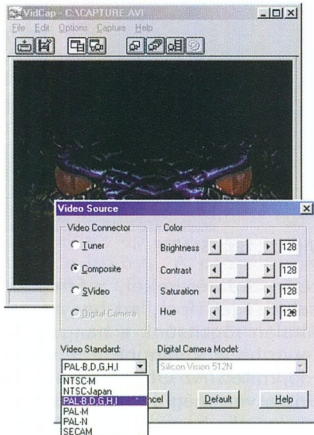 VidCap - C:\CAPTURE.AVI
File Edit Options Capture Help
Video Source
Video Connector
Tuner
Composite
SVideo
Digital Camera
Color
Brightness 128
Contrast 128
Saturation 128
Hue 128
Video Standard:
PAL-B,D,G,H,I
NTSC-M
NTSC-Japan
PAL-B,D,G,H,I
PAL-M
PAL-N
SECAM
Digital Camera Model:
Silicon Vision 512N
Default
Help